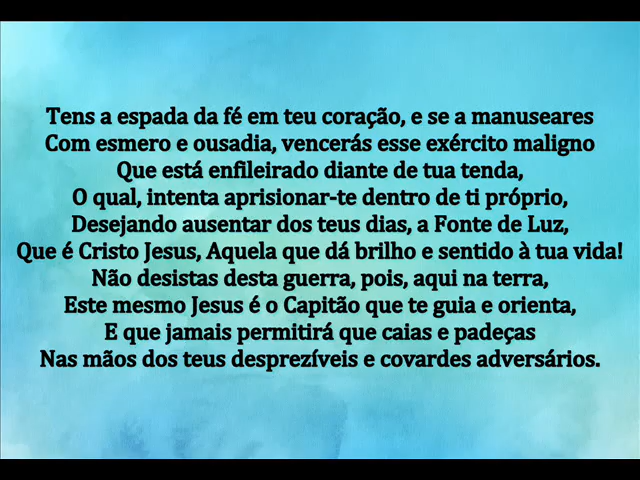 Tens a espada da fé em teu coração, e se a manuseares
Com esmero e ousadia, vencerás esse exército maligno
Que está enfileirado diante de tua tenda,
O qual, intenta aprisionar-te dentro de ti próprio,
Desejando ausentar dos teus dias, a Fonte de Luz,
Que é Cristo Jesus, Aquela que dá brilho e sentido à tua vida!
Não desistas desta guerra, pois, aqui na terra,
Este mesmo Jesus é o Capitão que te guia e orienta,
E que jamais permitirá que caias e padeças
Nas mãos dos teus desprezíveis e covardes adversários.